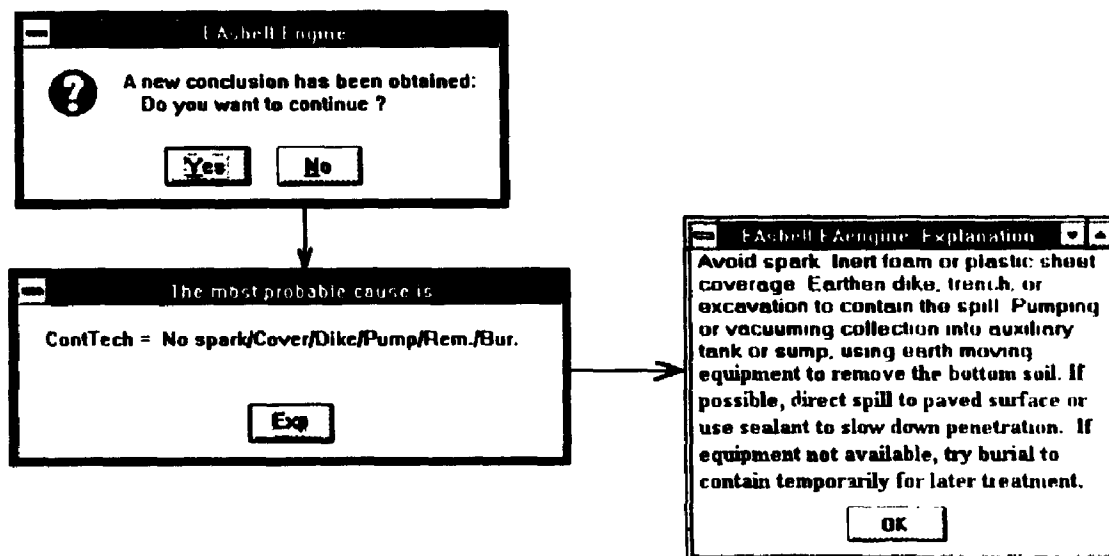 EAshell Engine
A new conclusion has been obtained:
Do you want to continue ?
Yes No
The most probable cause is
ContTech = No spark/Cover/Dike/Pump/Rem./Bur.
Exp
EAshell EAengine Explanation
Avoid spark Inert foam or plastic sheet
coverage Earthen dike, trench, or
excavation to contain the spill Pumping
or vacuuming collection into auxiliary
tank or sump, using earth moving
equipment to remove the bottom soil. If
possible, direct spill to paved surface or
use sealant to slow down penetration. If
equipment not available, try burial to
contain temporarily for later treatment.
OK